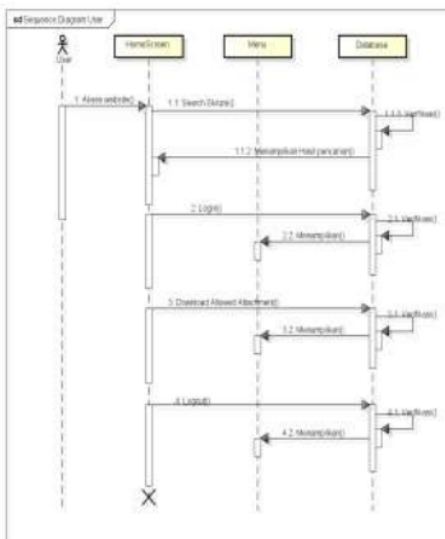 sd Sequence Diagram User
HomeScreen
Menu
Database
User
1. Akses website()
1.1. Search Skripsi()
1.1.1. Verifikasi()
1.1.2. Menampilkan Hasil pencarian()
2. Login()
2.1. Verifikasi()
2.2. Menampilkan()
3. Download Allowed Attachment()
3.1. Verifikasi()
3.2. Menampilkan()
4. Logout()
4.1. Verifikasi()
4.2. Menampilkan()